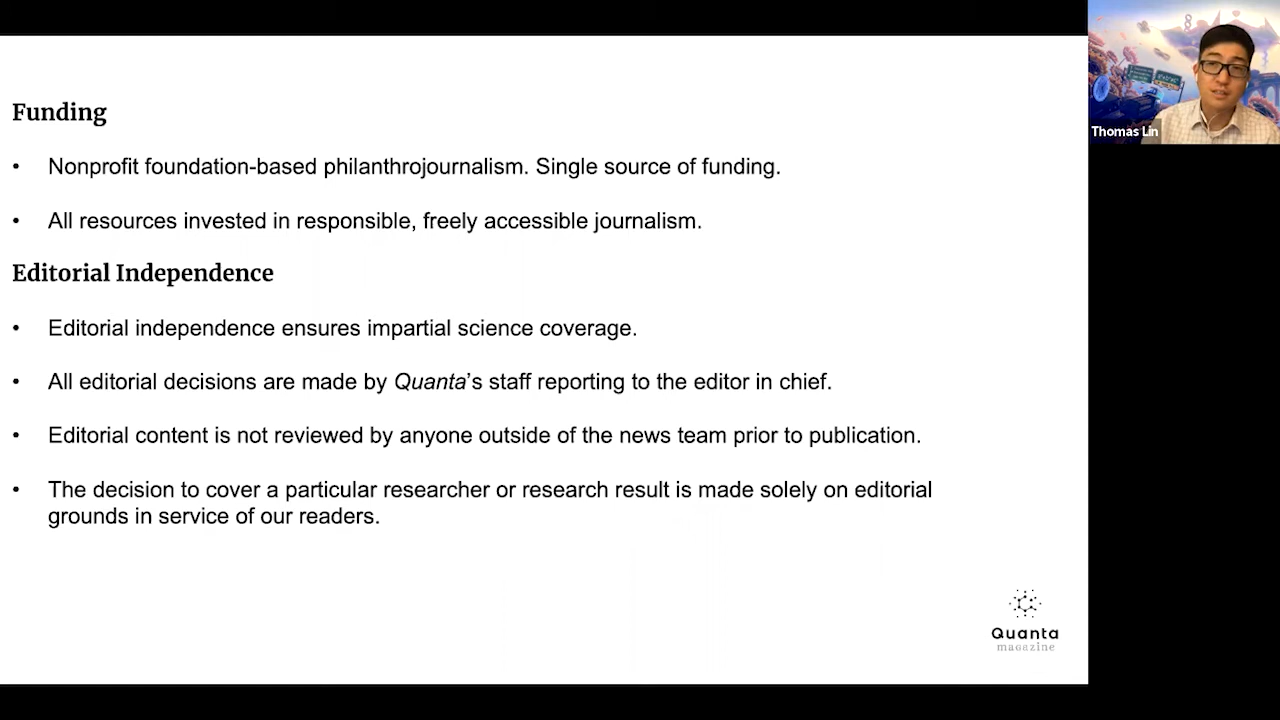 Funding
• Nonprofit foundation-based philanthrojournalism. Single source of funding.
• All resources invested in responsible, freely accessible journalism.
Editorial Independence
• Editorial independence ensures impartial science coverage.
• All editorial decisions are made by Quanta’s staff reporting to the editor in chief.
• Editorial content is not reviewed by anyone outside of the news team prior to publication.
• The decision to cover a particular researcher or research result is made solely on editorial
grounds in service of our readers.
Quanta
magazine
Thomas Lin